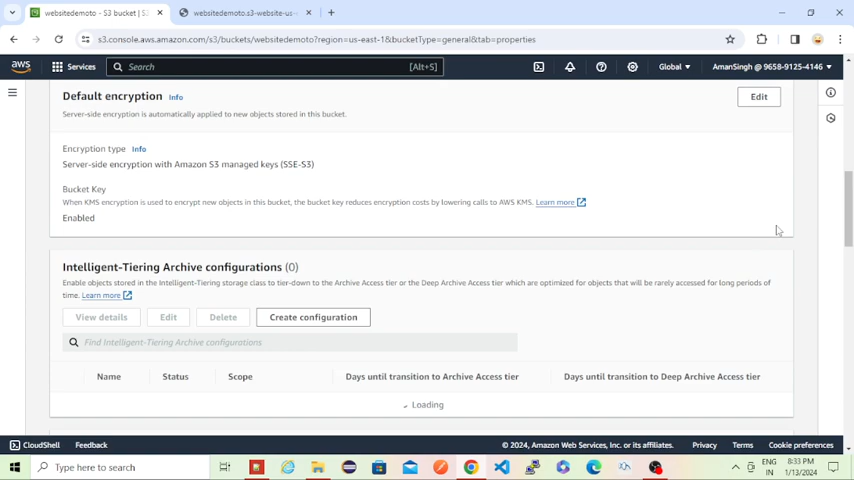 websitedemoto - S3 bucket | S3
websitedemoto.s3-website-us-
s3.console.aws.amazon.com/s3/buckets/websitedemoto?region=us-east-1&bucketType=general&tab=properties
aws
Services
Search
[Alt+S]
Global
AmanSingh @ 9658-9125-4146
Default encryption Info
Edit
Server-side encryption is automatically applied to new objects stored in this bucket.
Encryption type Info
Server-side encryption with Amazon S3 managed keys (SSE-S3)
Bucket Key
When KMS encryption is used to encrypt new objects in this bucket, the bucket key reduces encryption costs by lowering calls to AWS KMS. Learn more
Enabled
Intelligent-Tiering Archive configurations (0)
Enable objects stored in the Intelligent-Tiering storage class to tier-down to the Archive Access tier or the Deep Archive Access tier which are optimized for objects that will be rarely accessed for long periods of
time. Learn more
View details Edit Delete Create configuration
Find Intelligent-Tiering Archive configurations
Name Status Scope Days until transition to Archive Access tier Days until transition to Deep Archive Access tier
Loading
CloudShell Feedback © 2024, Amazon Web Services, Inc. or its affiliates. Privacy Terms Cookie preferences
Type here to search
ENG
IN
8:33 PM
1/13/2024